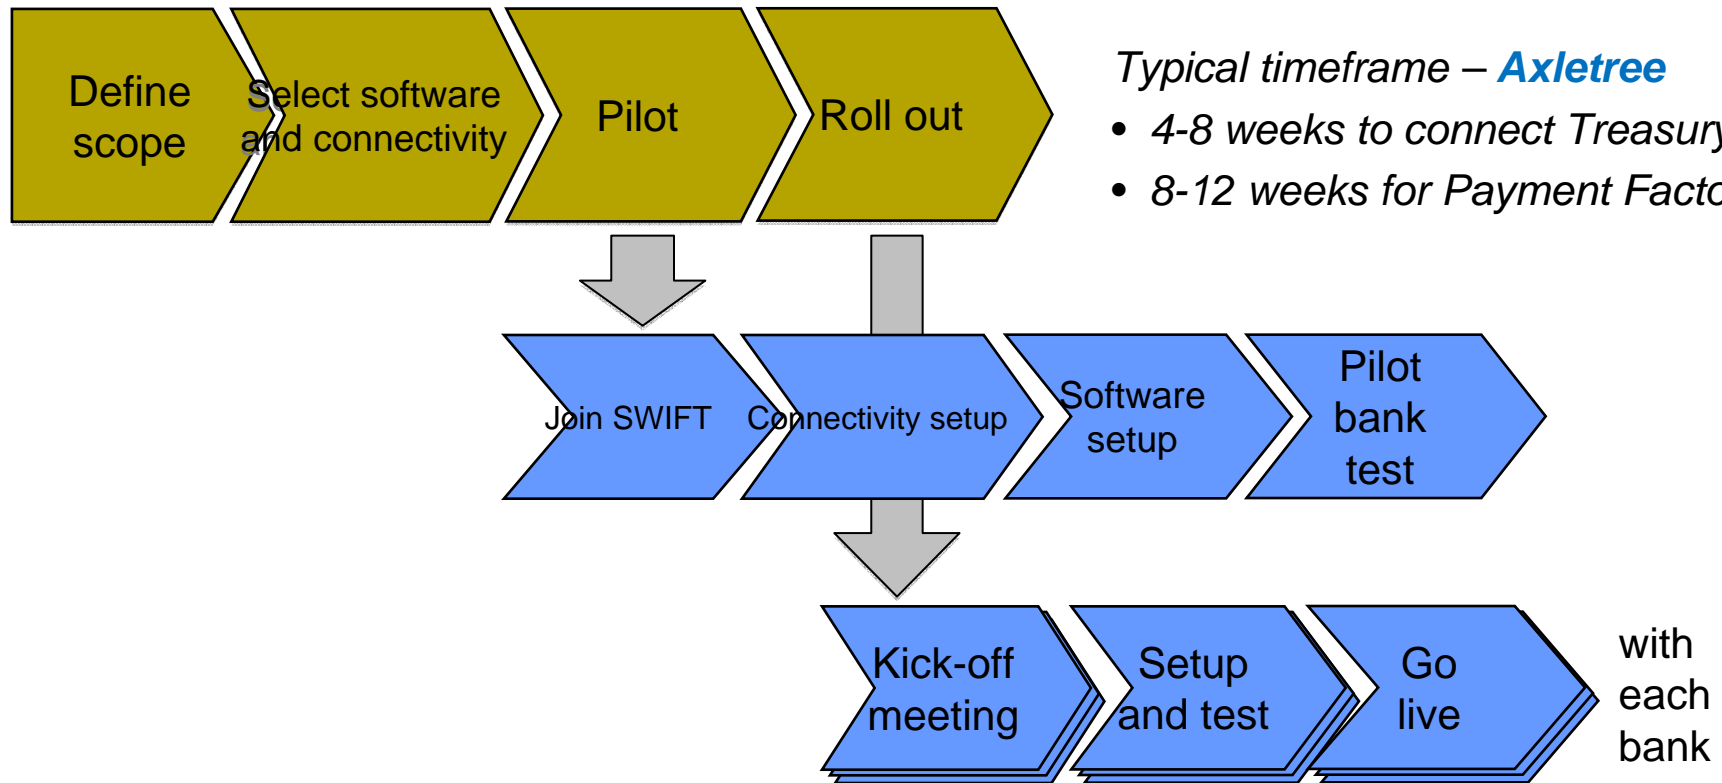 Define
scope
Select software
and connectivity
Pilot
Roll out
Typical timeframe – Axletree
• 4-8 weeks to connect Treasury
• 8-12 weeks for Payment Facto
Join SWIFT
Connectivity setup
Software
setup
Pilot
bank
test
Kick-off
meeting
Setup
and test
Go
live
with
each
bank